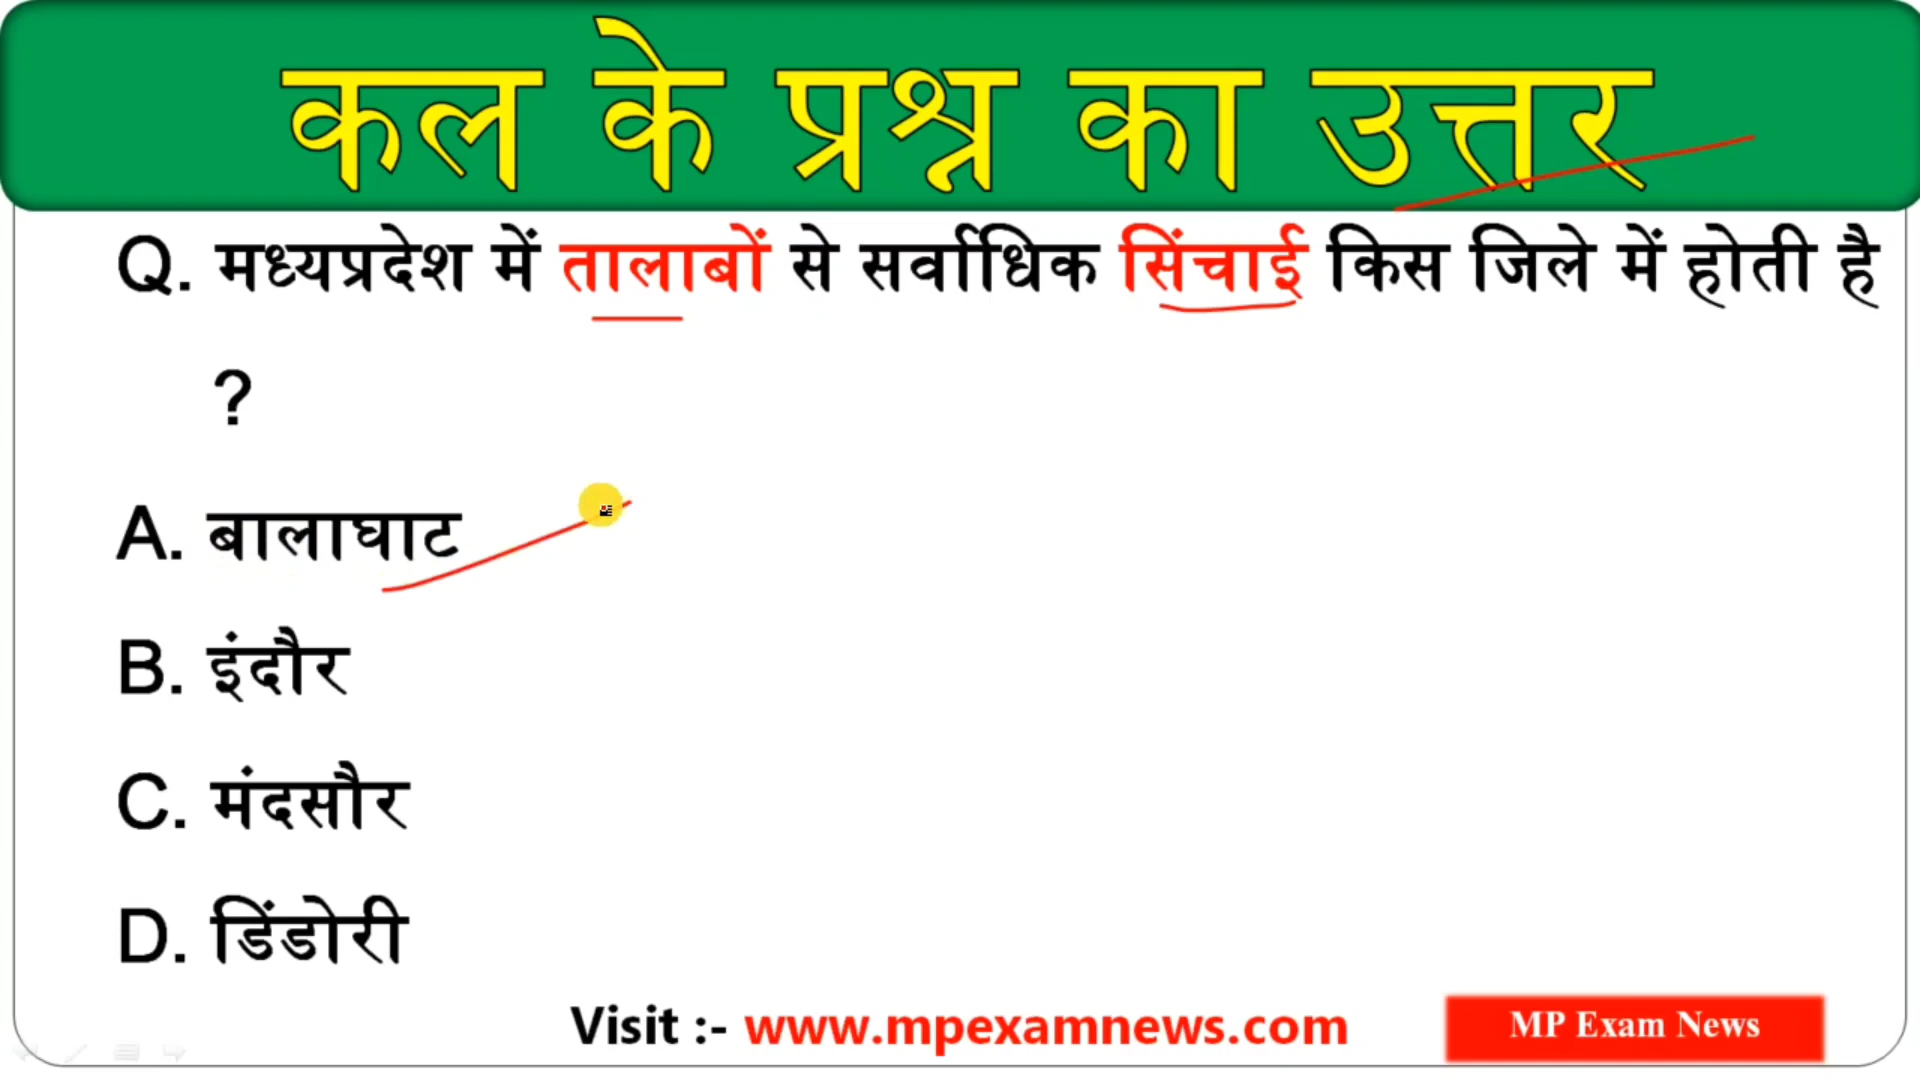 कल के प्रश्न का उत्तर
Q. मध्यप्रदेश में तालाबों से सर्वाधिक सिंचाई किस जिले में होती है
?
A. बालाघाट
B. इंदौर
C. मंदसौर
D. डिंडोरी
Visit :- www.mpexamnews.com
MP Exam News